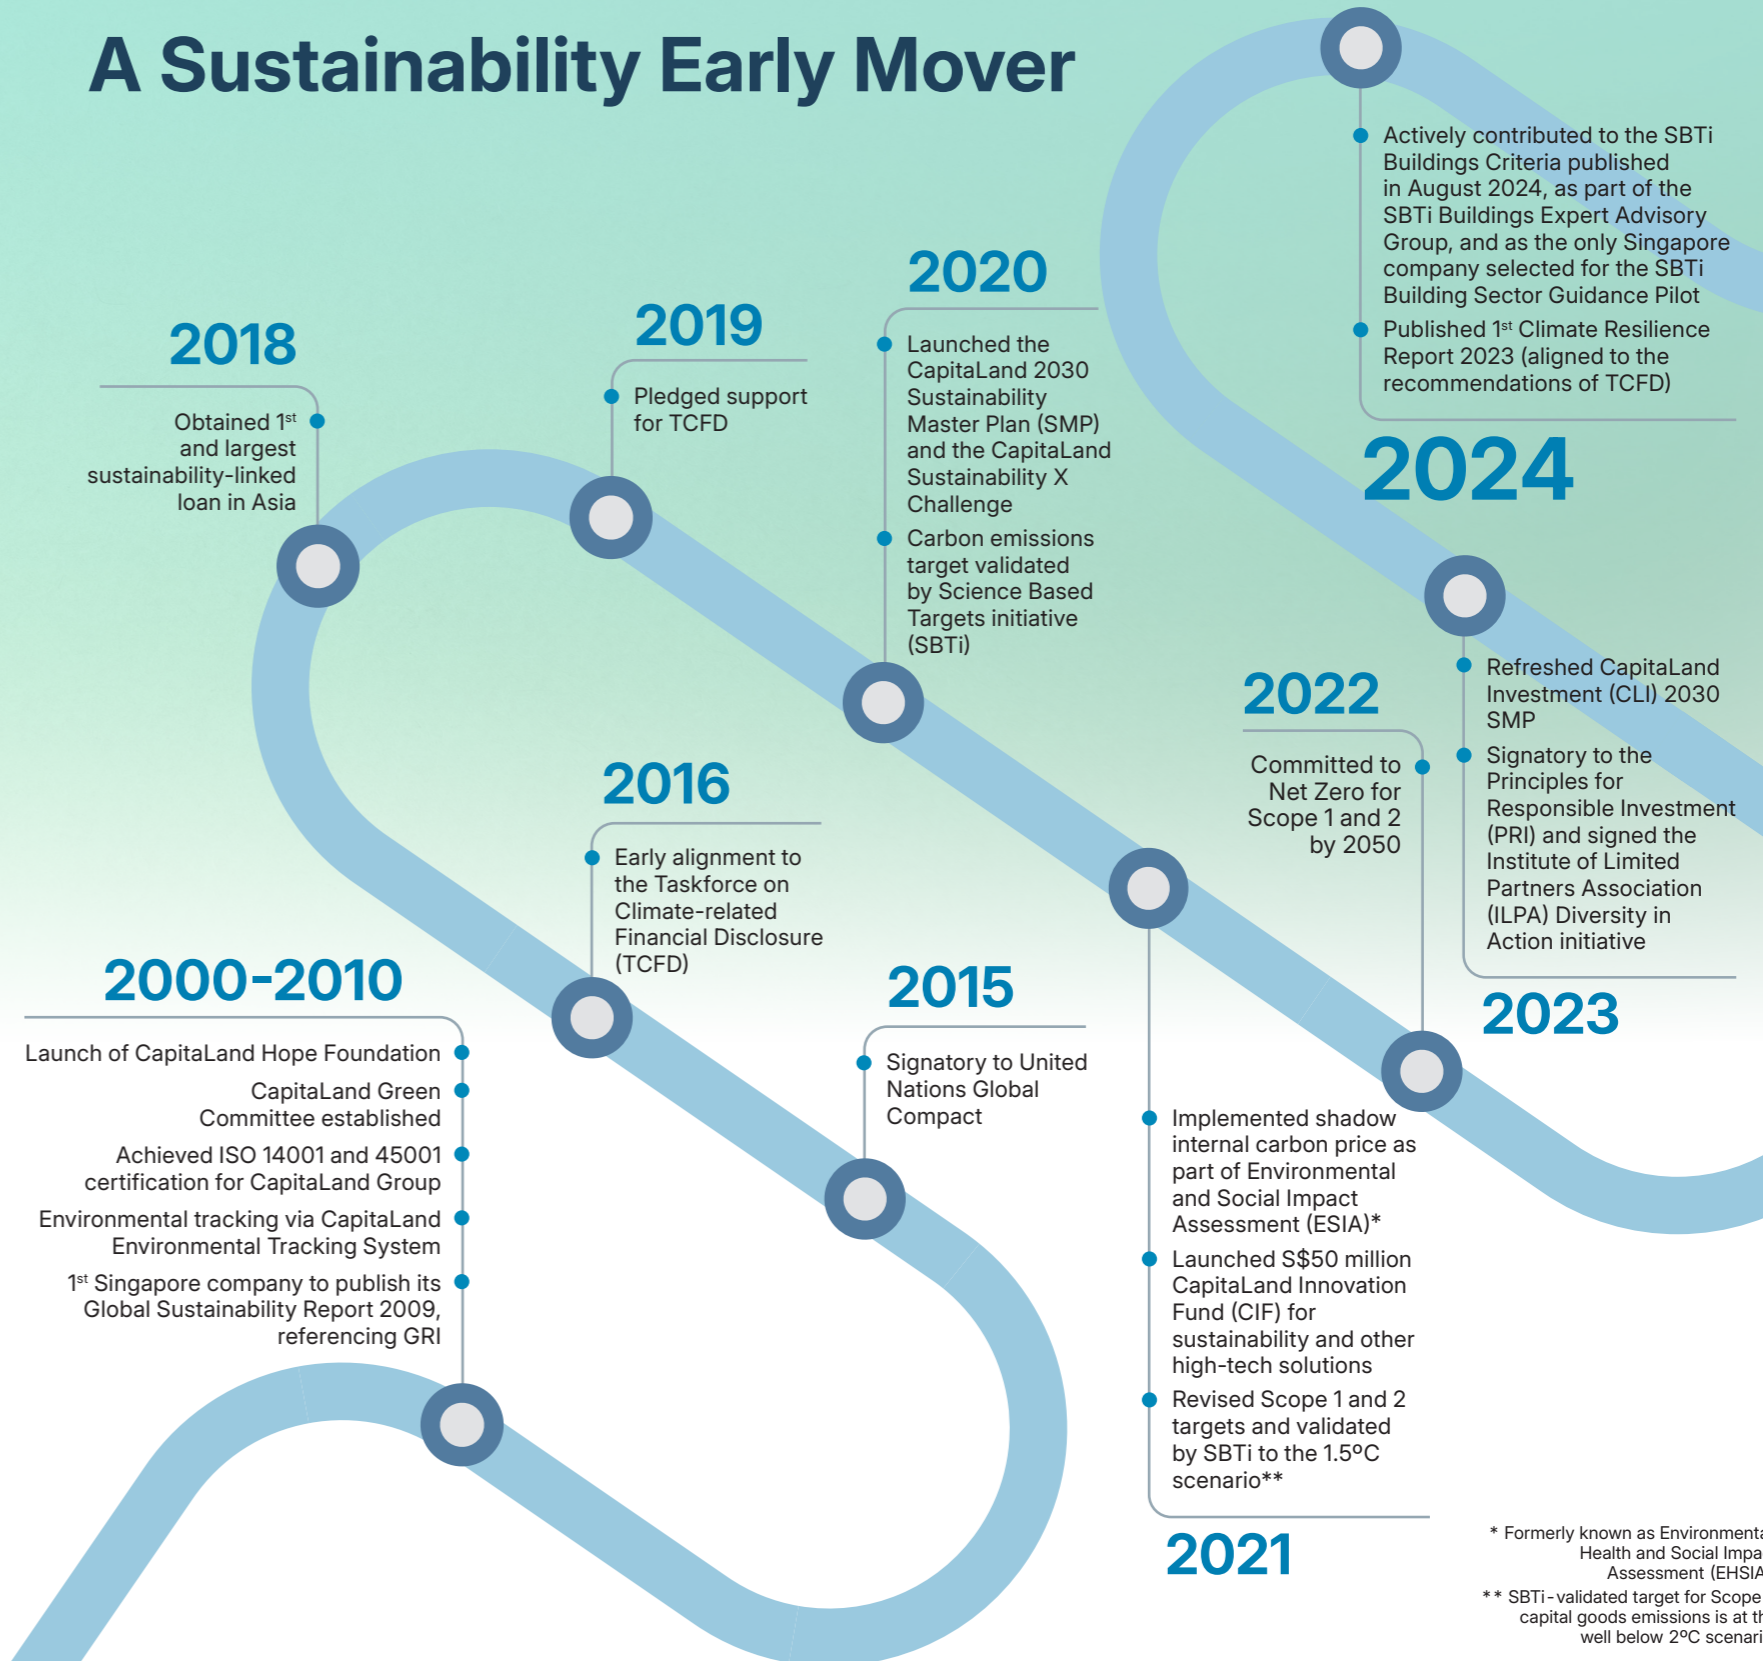 A Sustainability Early Mover
2000-2010
Launch of CapitaLand Hope Foundation
CapitaLand Green
Committee established
Achieved ISO 14001 and 45001
certification for CapitaLand Group
Environmental tracking via CapitaLand
Environmental Tracking System
1st Singapore company to publish its
Global Sustainability Report 2009,
referencing GRI
2015
Signatory to United
Nations Global
Compact
2016
Early alignment to
the Taskforce on
Climate-related
Financial Disclosure
(TCFD)
2018
Obtained 1st
and largest
sustainability-linked
loan in Asia
2019
Pledged support
for TCFD
2020
Launched the
CapitaLand 2030
Sustainability
Master Plan (SMP)
and the CapitaLand
Sustainability X
Challenge
Carbon emissions
target validated
by Science Based
Targets initiative
(SBTi)
Implemented shadow
internal carbon price as
part of Environmental
and Social Impact
Assessment (ESIA)*
Launched S$50 million
CapitaLand Innovation
Fund (CIF) for
sustainability and other
high-tech solutions
Revised Scope 1 and 2
targets and validated
by SBTi to the 1.5ºC
scenario**
2021
2022
Committed to
Net Zero for
Scope 1 and 2
by 2050
Refreshed CapitaLand
Investment (CLI) 2030
SMP
Signatory to the
Principles for
Responsible Investment
(PRI) and signed the
Institute of Limited
Partners Association
(ILPA) Diversity in
Action initiative
2023
Actively contributed to the SBTi
Buildings Criteria published
in August 2024, as part of the
SBTi Buildings Expert Advisory
Group, and as the only Singapore
company selected for the SBTi
Building Sector Guidance Pilot
Published 1st Climate Resilience
Report 2023 (aligned to the
recommendations of TCFD)
2024
* Formerly known as
Health and Social
Assessment
** SBTi-validated target for Scope
capital goods emissions is at
well below 2ºC